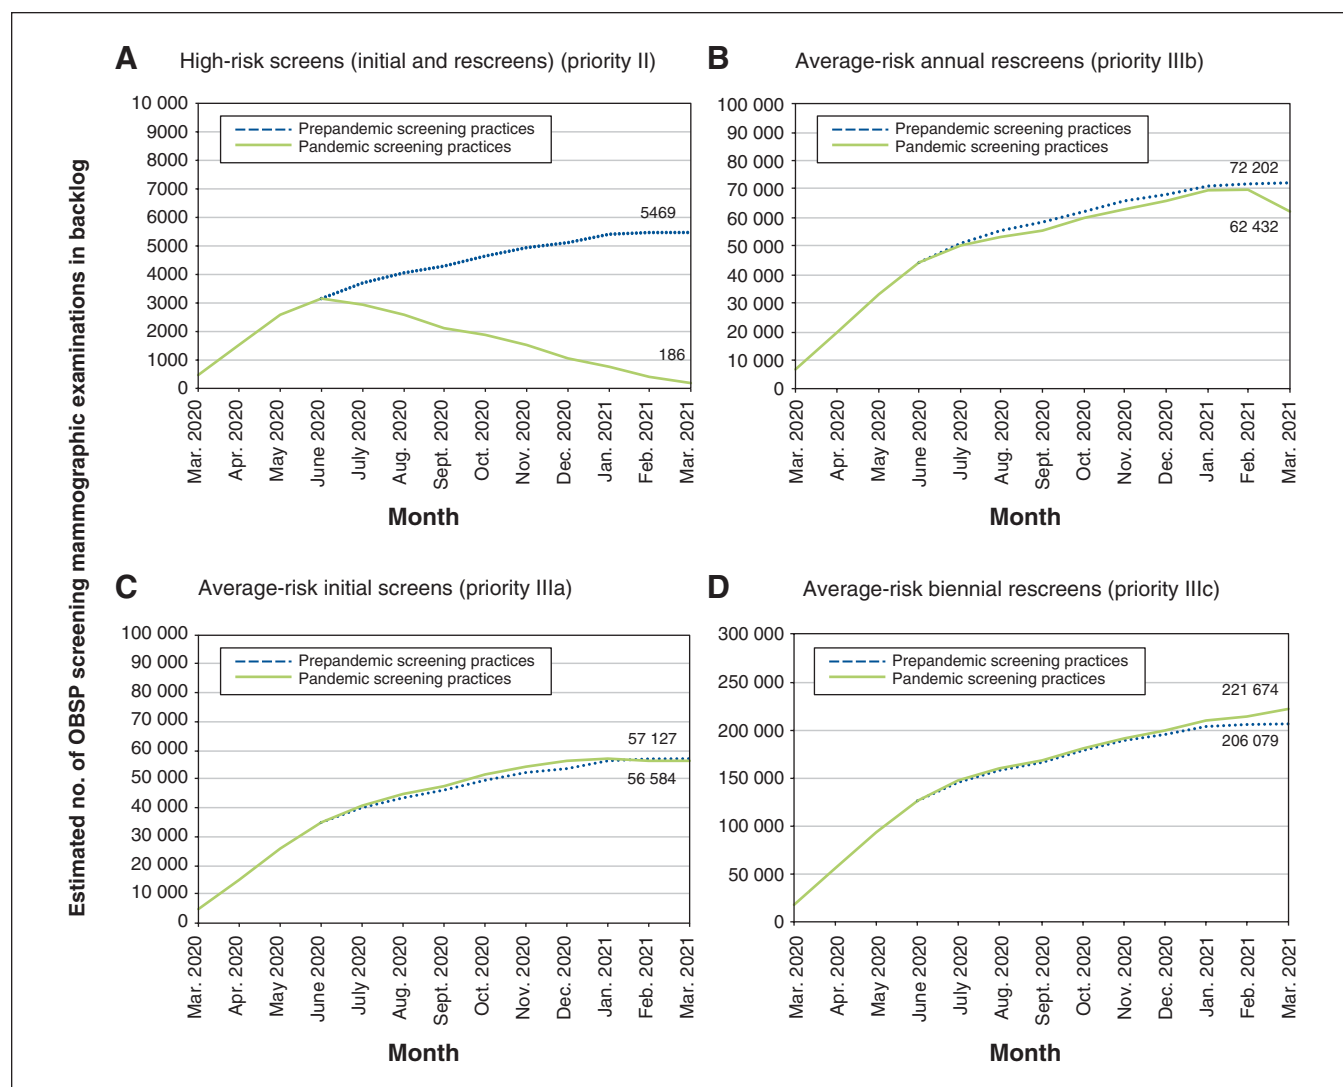 Estimated no. of OBSP screening mammographic examinations in backlog
A High-risk screens (initial and rescreens) (priority II)
10 000
9000
8000
7000
6000
5000
4000
3000
2000
1000
0
Prepandemic screening practices
Pandemic screening practices
5469
186
Mar. 2020
Apr. 2020
May 2020
June 2020
July 2020
Aug. 2020
Sept. 2020
Oct. 2020
Nov. 2020
Dec. 2020
Jan. 2021
Feb. 2021
Mar. 2021
Month
B Average-risk annual rescreens (priority IIIb)
100 000
90 000
80 000
70 000
60 000
50 000
40 000
30 000
20 000
10 000
0
Prepandemic screening practices
Pandemic screening practices
72 202
62 432
Mar. 2020
Apr. 2020
May 2020
June 2020
July 2020
Aug. 2020
Sept. 2020
Oct. 2020
Nov. 2020
Dec. 2020
Jan. 2021
Feb. 2021
Mar. 2021
Month
C Average-risk initial screens (priority IIIa)
100 000
90 000
80 000
70 000
60 000
50 000
40 000
30 000
20 000
10 000
0
Prepandemic screening practices
Pandemic screening practices
57 127
56 584
Mar. 2020
Apr. 2020
May 2020
June 2020
July 2020
Aug. 2020
Sept. 2020
Oct. 2020
Nov. 2020
Dec. 2020
Jan. 2021
Feb. 2021
Mar. 2021
Month
D Average-risk biennial rescreens (priority IIIc)
300 000
250 000
200 000
150 000
100 000
50 000
0
Prepandemic screening practices
Pandemic screening practices
221 674
206 079
Mar. 2020
Apr. 2020
May 2020
June 2020
July 2020
Aug. 2020
Sept. 2020
Oct. 2020
Nov. 2020
Dec. 2020
Jan. 2021
Feb. 2021
Mar. 2021
Month